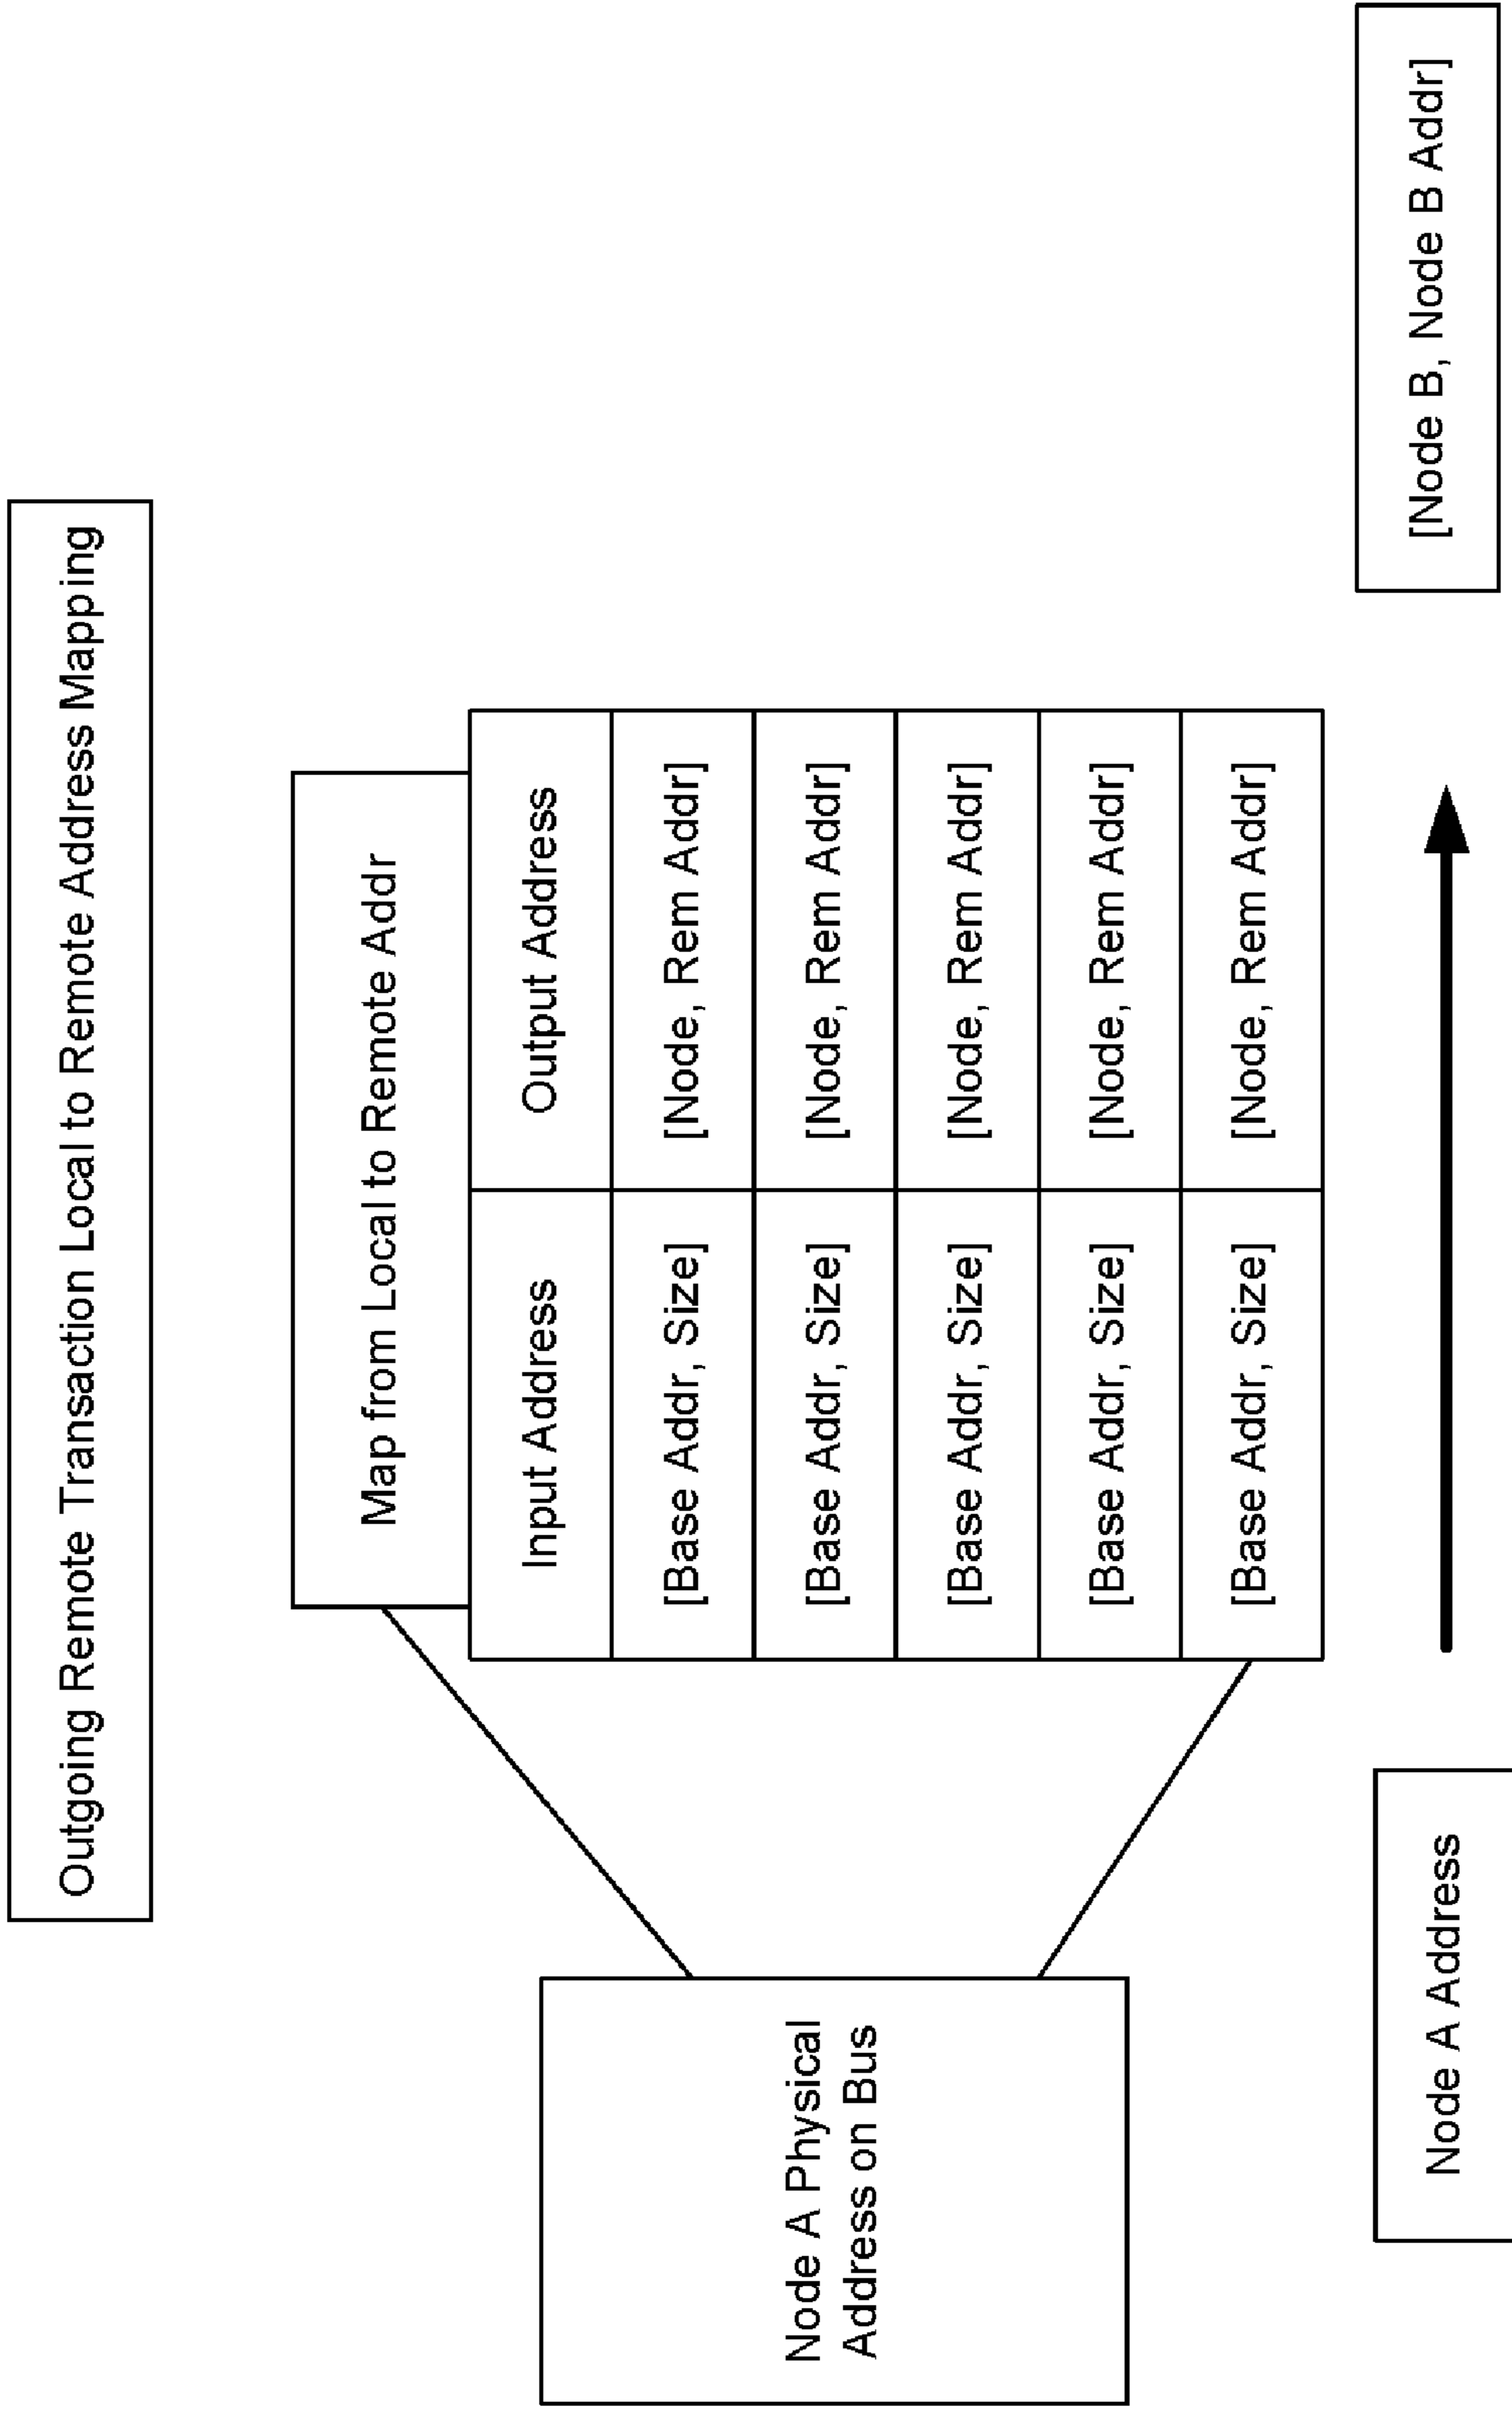 Outgoing Remote Transaction Local to Remote Address Mapping
Map from Local to Remote Addr
Input Address Output Address
[Base Addr, Size] [Node, Rem Addr]
[Base Addr, Size] [Node, Rem Addr]
[Base Addr, Size] [Node, Rem Addr]
[Base Addr, Size] [Node, Rem Addr]
[Base Addr, Size] [Node, Rem Addr]
Node A Physical
Address on Bus
Node A Address
[Node B, Node B Addr]